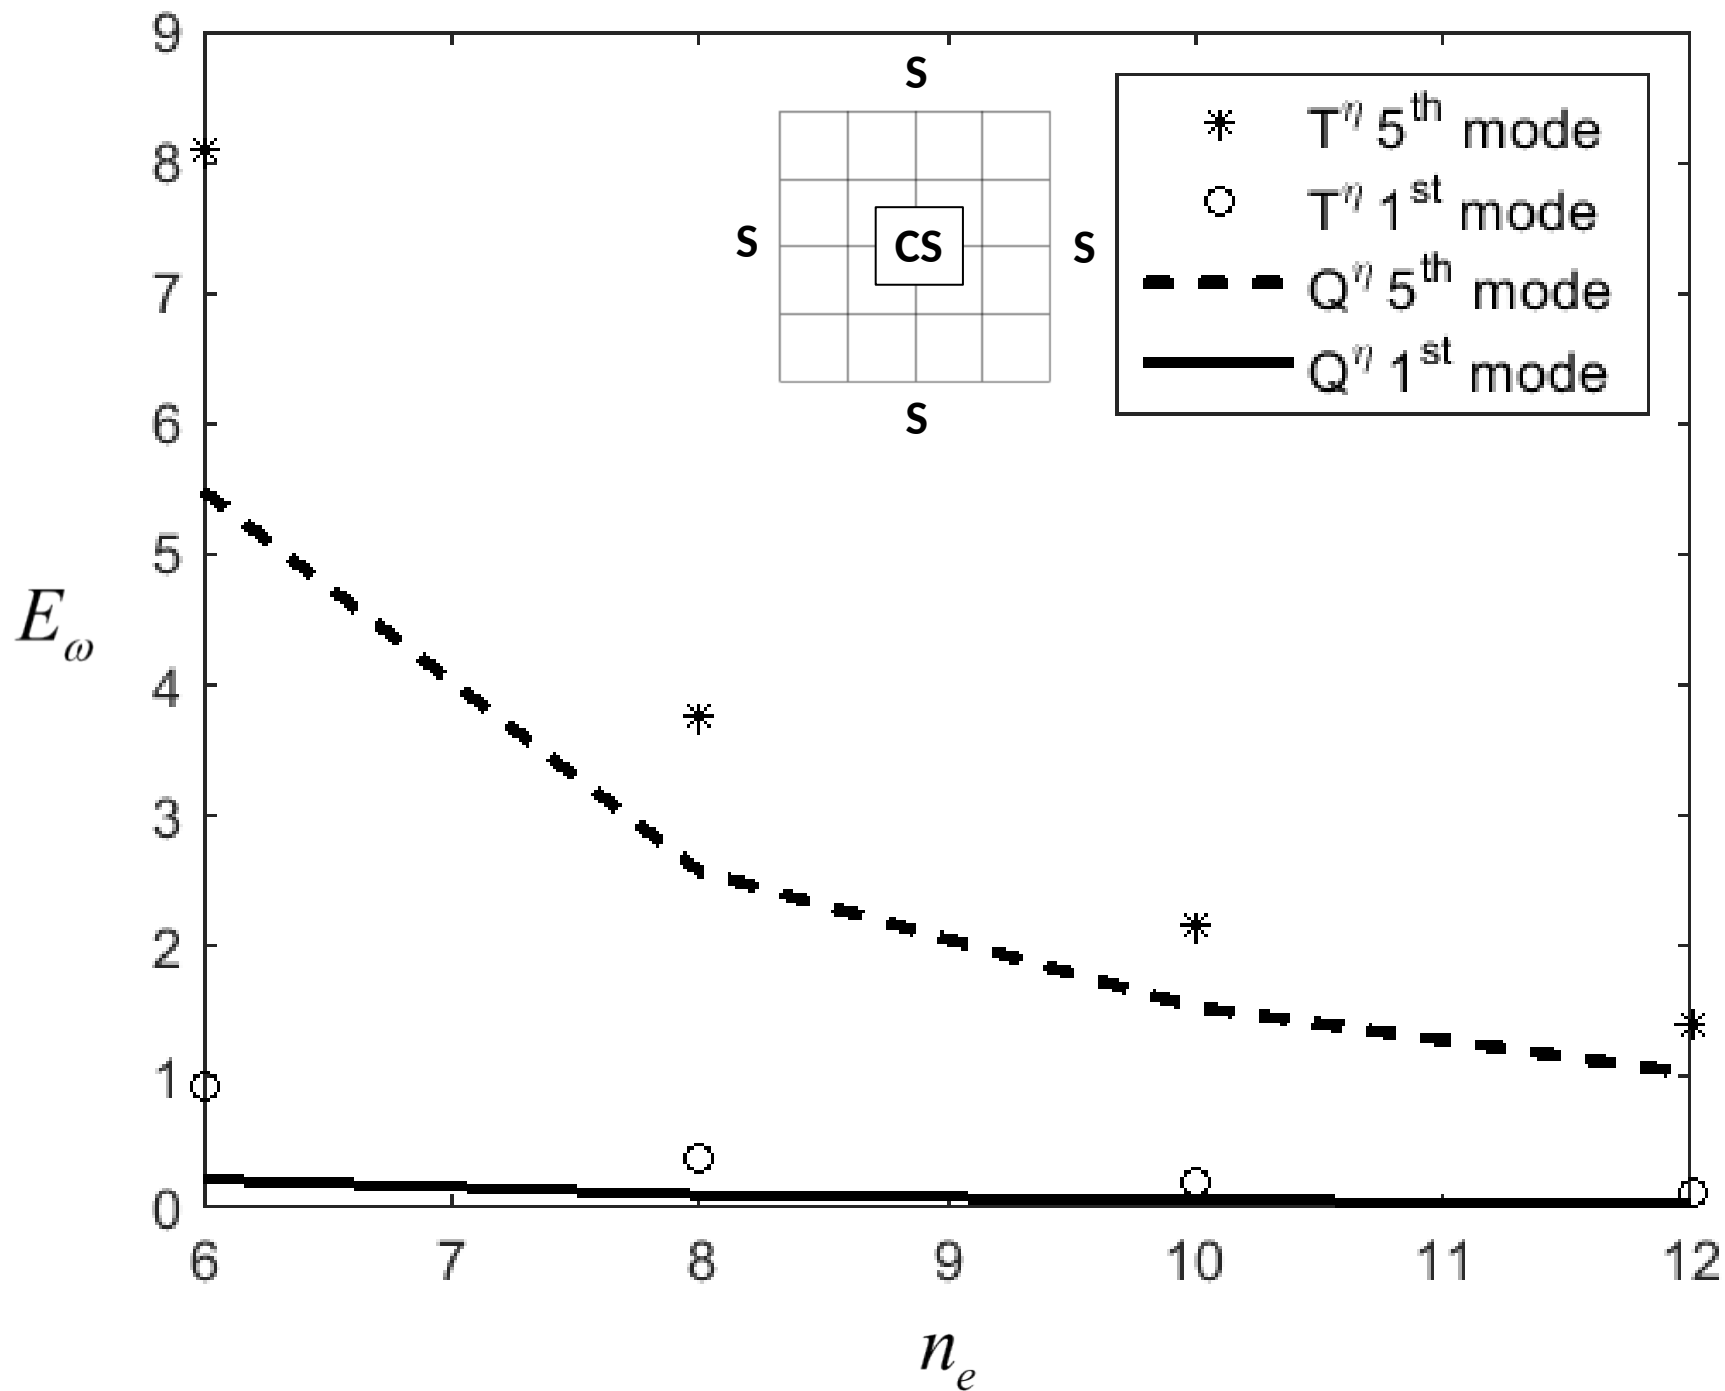 9
8
7
6
5
4
3
2
1
0
E_ω
S
S
CS
S
S
T^η 5^th mode
T^η 1^st mode
Q^η 5^th mode
Q^η 1^st mode
6 7 8 9 10 11 12
n_e